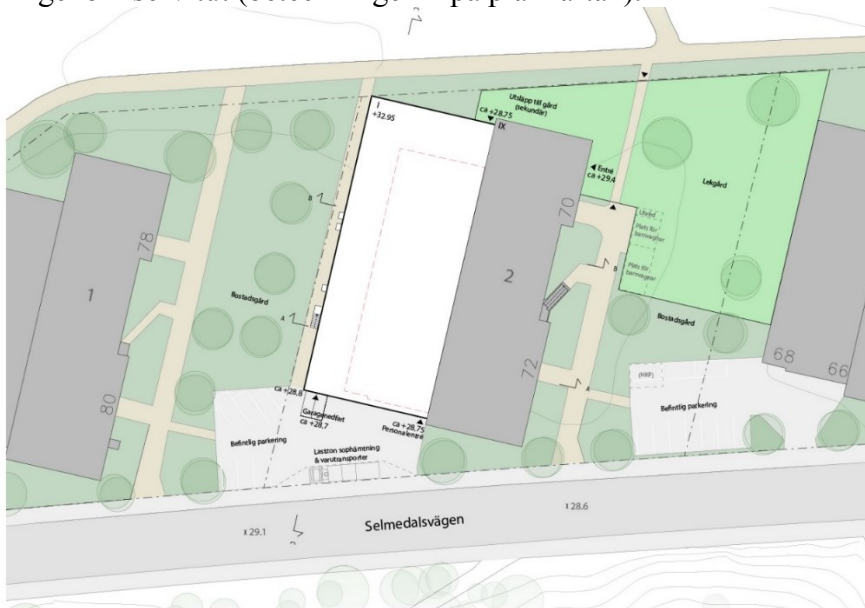 I
+32.95
Utsläpp till gård
(sekundär)
ca +28.75
IX
Entré
ca +29.4
Lekgård
B
78
70
Plats för
barnvagnar
Plats för
barnvagnar
B
1
2
Bostadsgård
A
Bostadsgård
72
68
66
(RKP)
80
ca +28,8
Garagenedfart
ca +28,7
ca +28,75
Personalentré
A
Befintlig parkering
Befintlig parkering
Lastzon sophämtning
& varutransporter
x 29.1
Selmedalsvägen
x 28.6